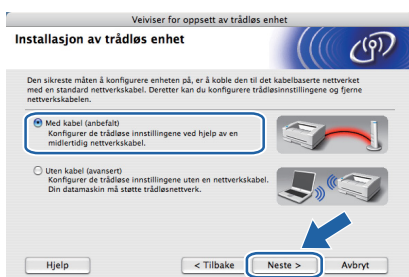 Veiviser for oppsett av trådløs enhet
Installasjon av trådløs enhet
Den sikreste måten å konfigurere enheten på, er å koble den til det kabelbaserte nettverket
med en standard nettverkskabel. Deretter kan du konfigurere trådløsinnstillingene og fjerne
nettverkskabelen.
Med kabel (anbefalt)
Konfigurer de trådløse innstillingene ved hjelp av en
midlertidig nettverkskabel.
Uten kabel (avansert)
Konfigurer de trådløse innstillingene uten en nettverkskabel.
Din datamaskin må støtte trådløsnettverk.
Hjelp
< Tilbake
Neste >
Avbryt